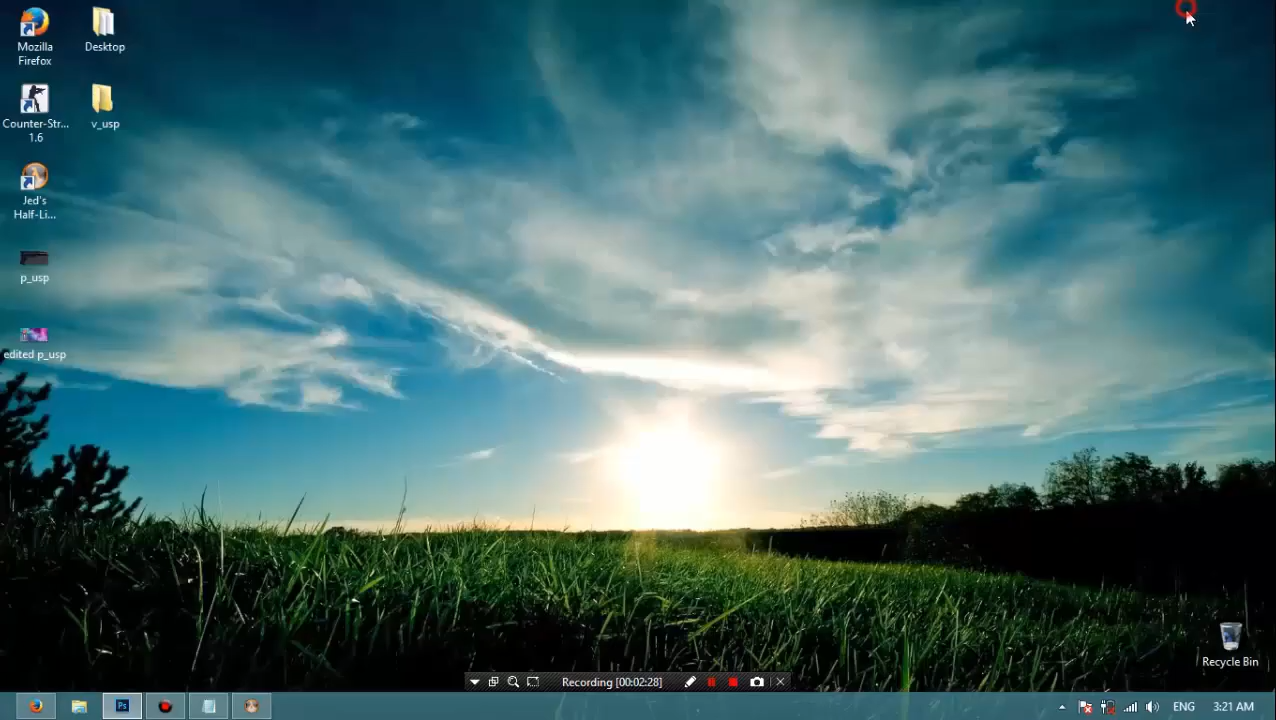 Mozilla
Firefox
Desktop
Counter-Str...
1.6
v_usp
Jed's
Half-Li...
p_usp
edited p_usp
Recycle Bin
Recording [00:02:28]
Ps
ENG
3:21 AM